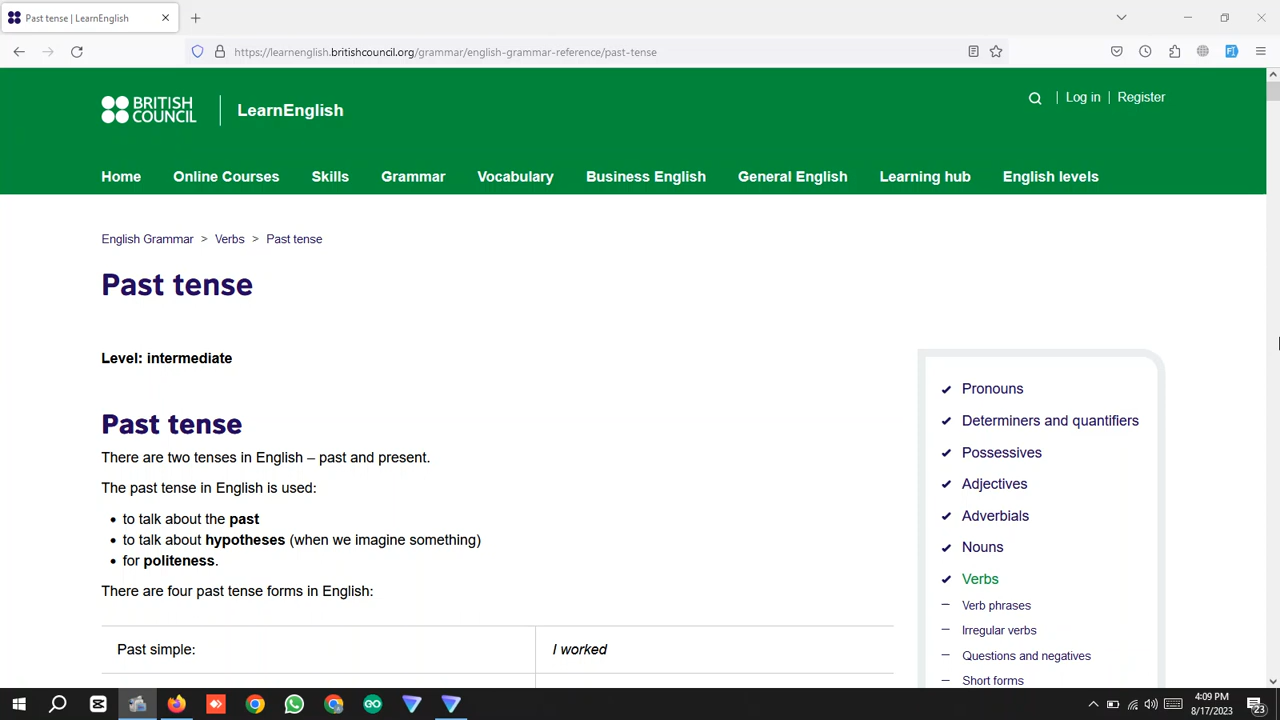 Past tense | LearnEnglish
https://learnenglish.britishcouncil.org/grammar/english-grammar-reference/past-tense
BRITISH COUNCIL
LearnEnglish
Log in
Register
Home
Online Courses
Skills
Grammar
Vocabulary
Business English
General English
Learning hub
English levels
English Grammar > Verbs > Past tense
Past tense
Level: intermediate
Past tense
There are two tenses in English – past and present.
The past tense in English is used:
• to talk about the past
• to talk about hypotheses (when we imagine something)
• for politeness.
There are four past tense forms in English:
Past simple:
I worked
Pronouns
Determiners and quantifiers
Possessives
Adjectives
Adverbials
Nouns
Verbs
Verb phrases
Irregular verbs
Questions and negatives
Short forms
4:09 PM
8/17/2023
23